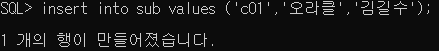 SQL> insert into sub values ('c01','오라클','김길수');
1 개의 행이 만들어졌습니다.